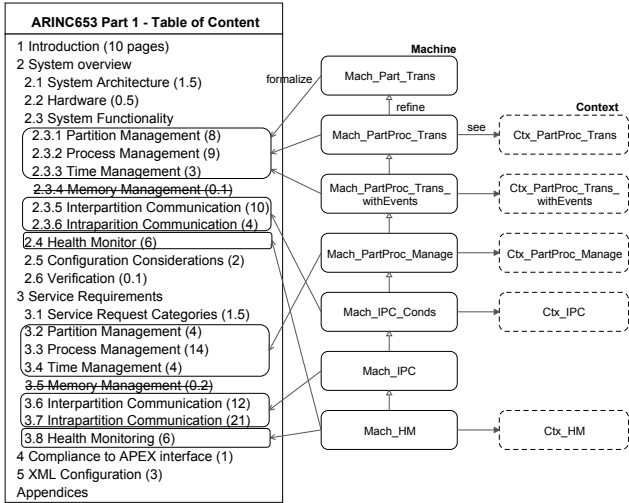 ARINC653 Part 1 - Table of Content
1 Introduction (10 pages)
2 System overview
2.1 System Architecture (1.5)
2.2 Hardware (0.5)
2.3 System Functionality
2.3.1 Partition Management (8)
2.3.2 Process Management (9)
2.3.3 Time Management (3)
2.3.4 Memory Management (0.1)
2.3.5 Interpartition Communication (10)
2.3.6 Intraparition Communication (4)
2.4 Health Monitor (6)
2.5 Configuration Considerations (2)
2.6 Verification (0.1)
3 Service Requirements
3.1 Service Request Categories (1.5)
3.2 Partition Management (4)
3.3 Process Management (14)
3.4 Time Management (4)
3.5 Memory Management (0.2)
3.6 Interpartition Communication (12)
3.7 Intrapartition Communication (21)
3.8 Health Monitoring (6)
4 Compliance to APEX interface (1)
5 XML Configuration (3)
Appendices
Machine
formalize
Mach_Part_Trans
refine
Context
Mach_PartProc_Trans
see
Ctx_PartProc_Trans
Mach_PartProc_Trans_
withEvents
Ctx_PartProc_Trans_
withEvents
Mach_PartProc_Manage
Ctx_PartProc_Manage
Mach_IPC_Conds
Ctx_IPC
Mach_IPC
Mach_HM
Ctx_HM